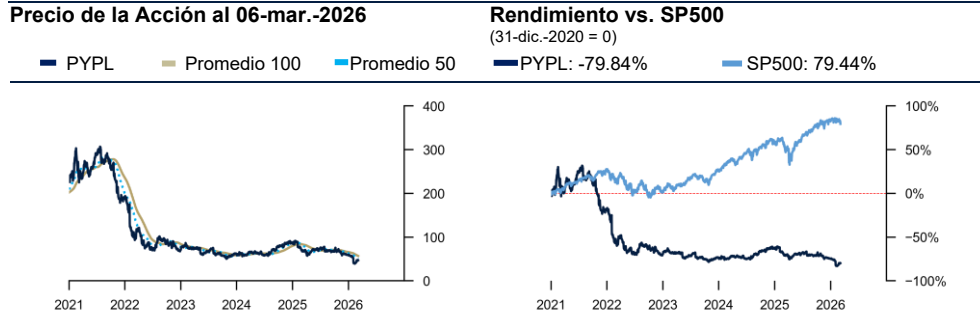 Precio de la Acción al 06-mar.-2026
PYPL Promedio 100 Promedio 50
400
300
200
100
0
2021 2022 2023 2024 2025 2026
Rendimiento vs. SP500
(31-dic.-2020 = 0)
PYPL: -79.84% SP500: 79.44%
100%
50%
0%
−50%
−100%
2021 2022 2023 2024 2025 2026